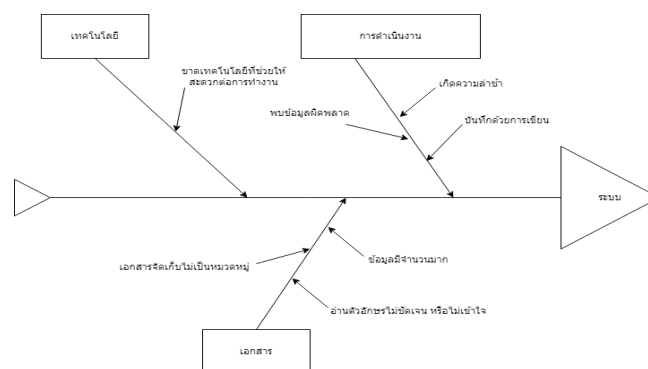 เทคโนโลยี
การดำเนินงาน
ขาดเทคโนโลยีที่ช่วยให้
สะดวกต่อการทำงาน
เกิดความล่าช้า
พบข้อมูลผิดพลาด
บันทึกด้วยการเขียน
ระบบ
เอกสารจัดเก็บไม่เป็นหมวดหมู่
ข้อมูลมีจำนวนมาก
อ่านตัวอักษรไม่ชัดเจน หรือไม่เข้าใจ
เอกสาร